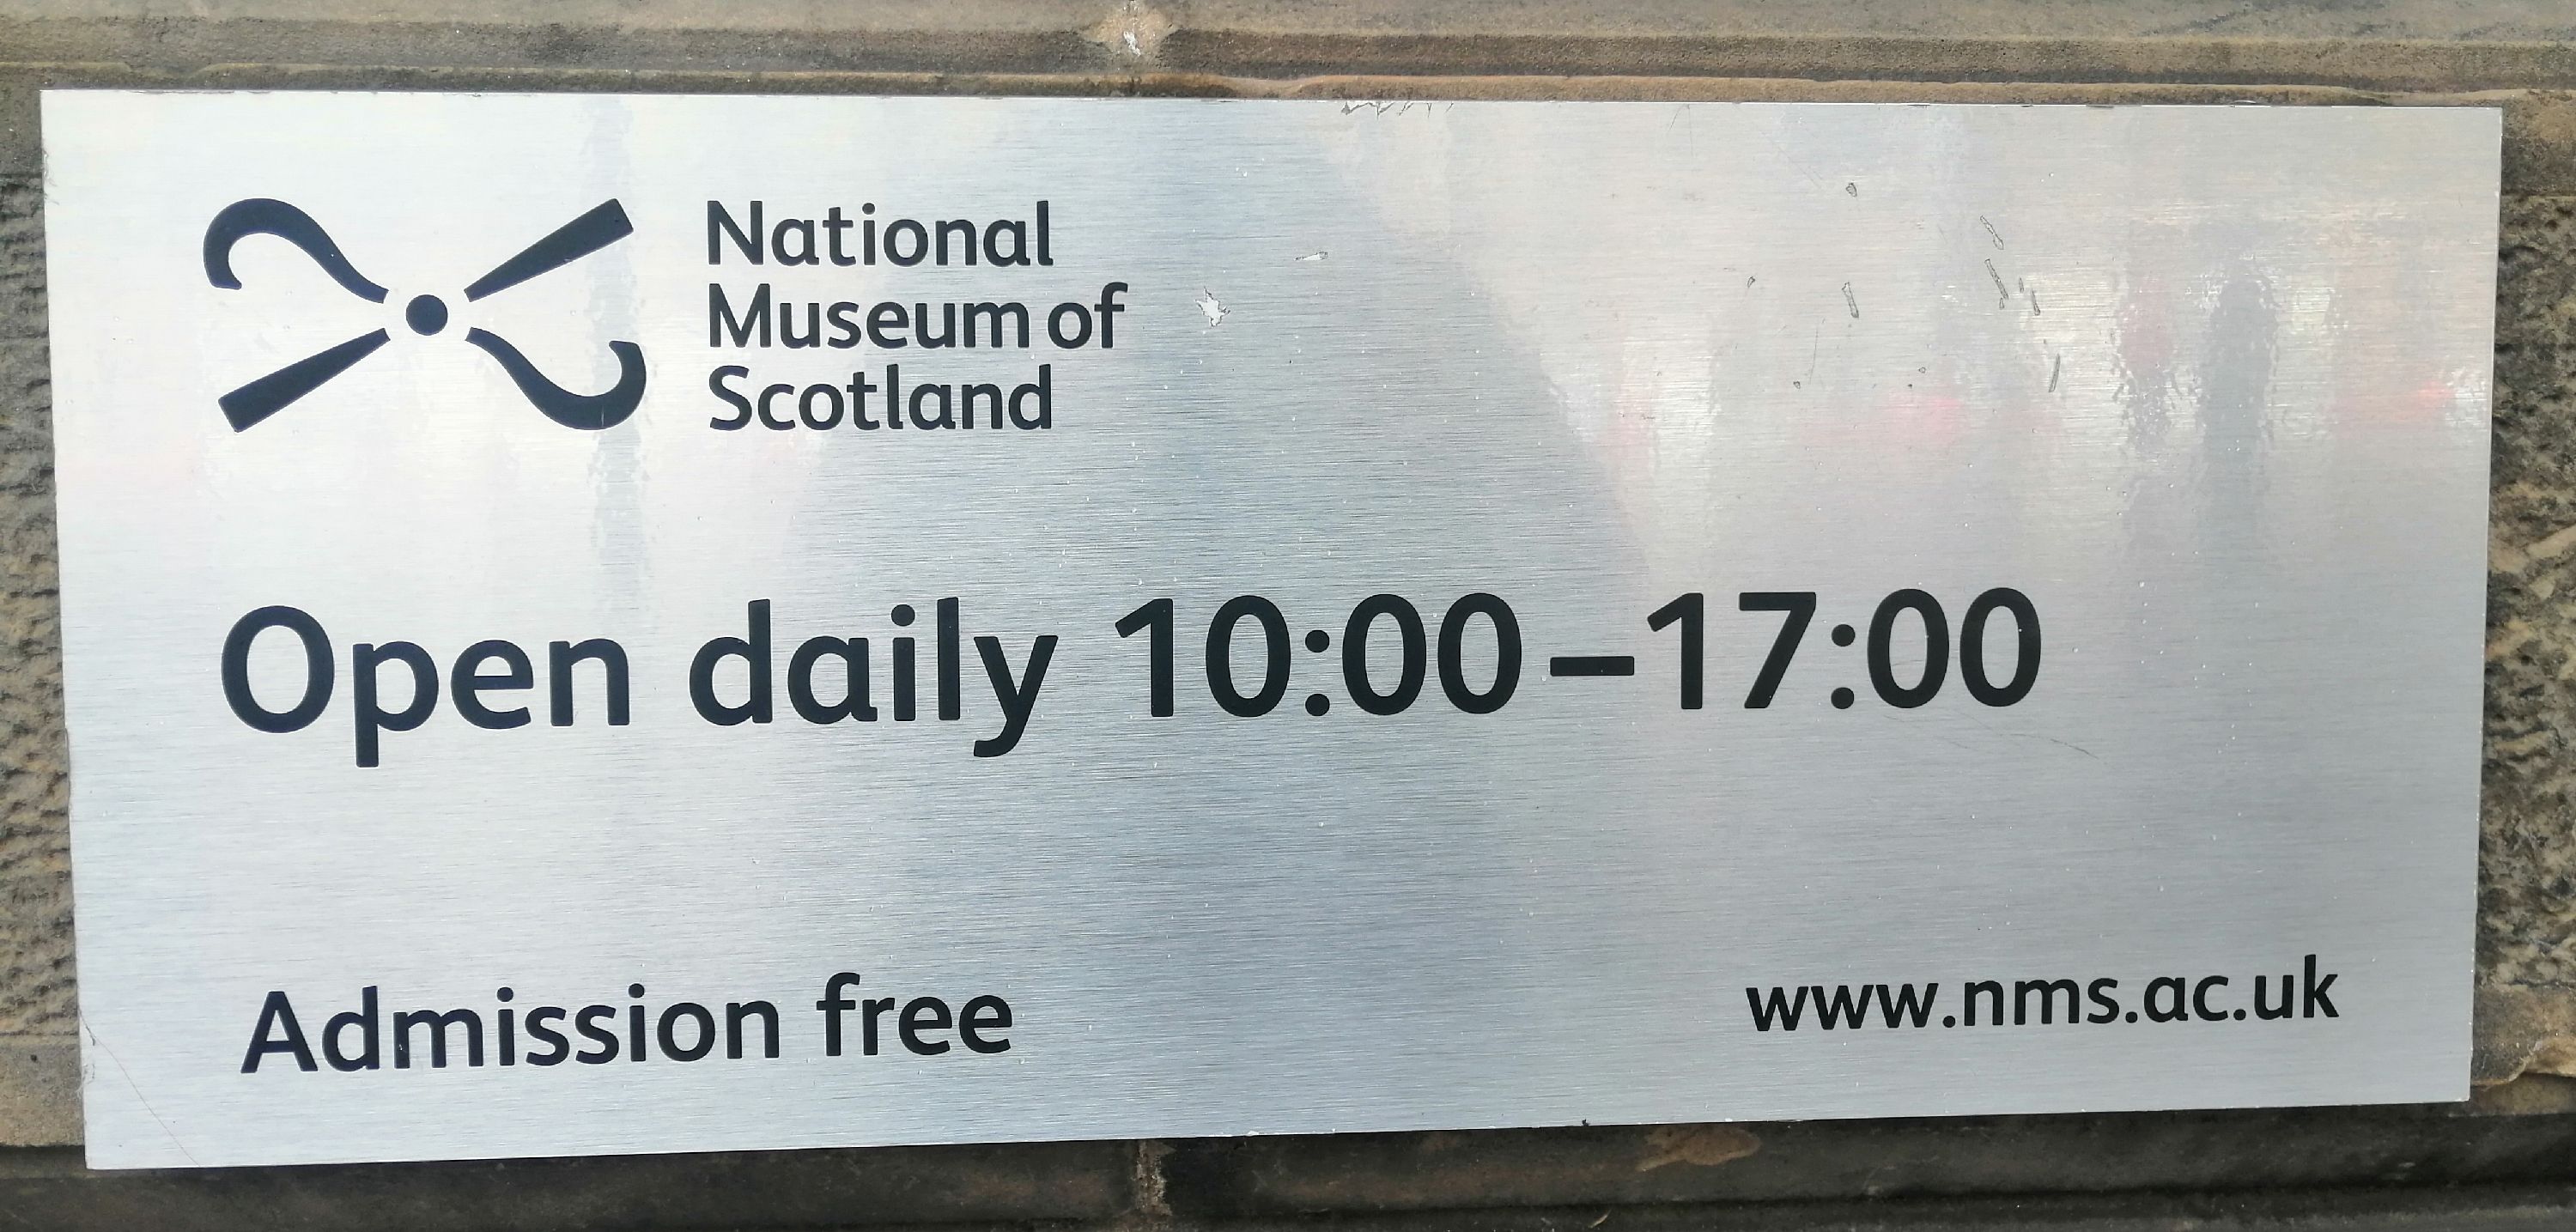 National
Museum of
Scotland
Open daily 10:00–17:00
Admission free
www.nms.ac.uk